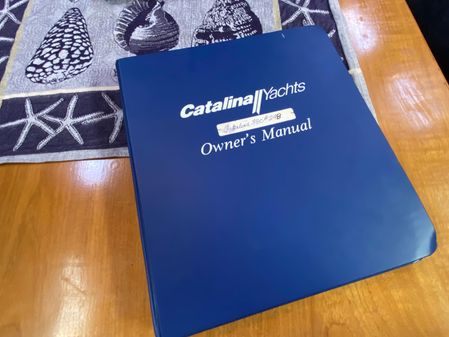 Catalina Yachts
Owner's Manual